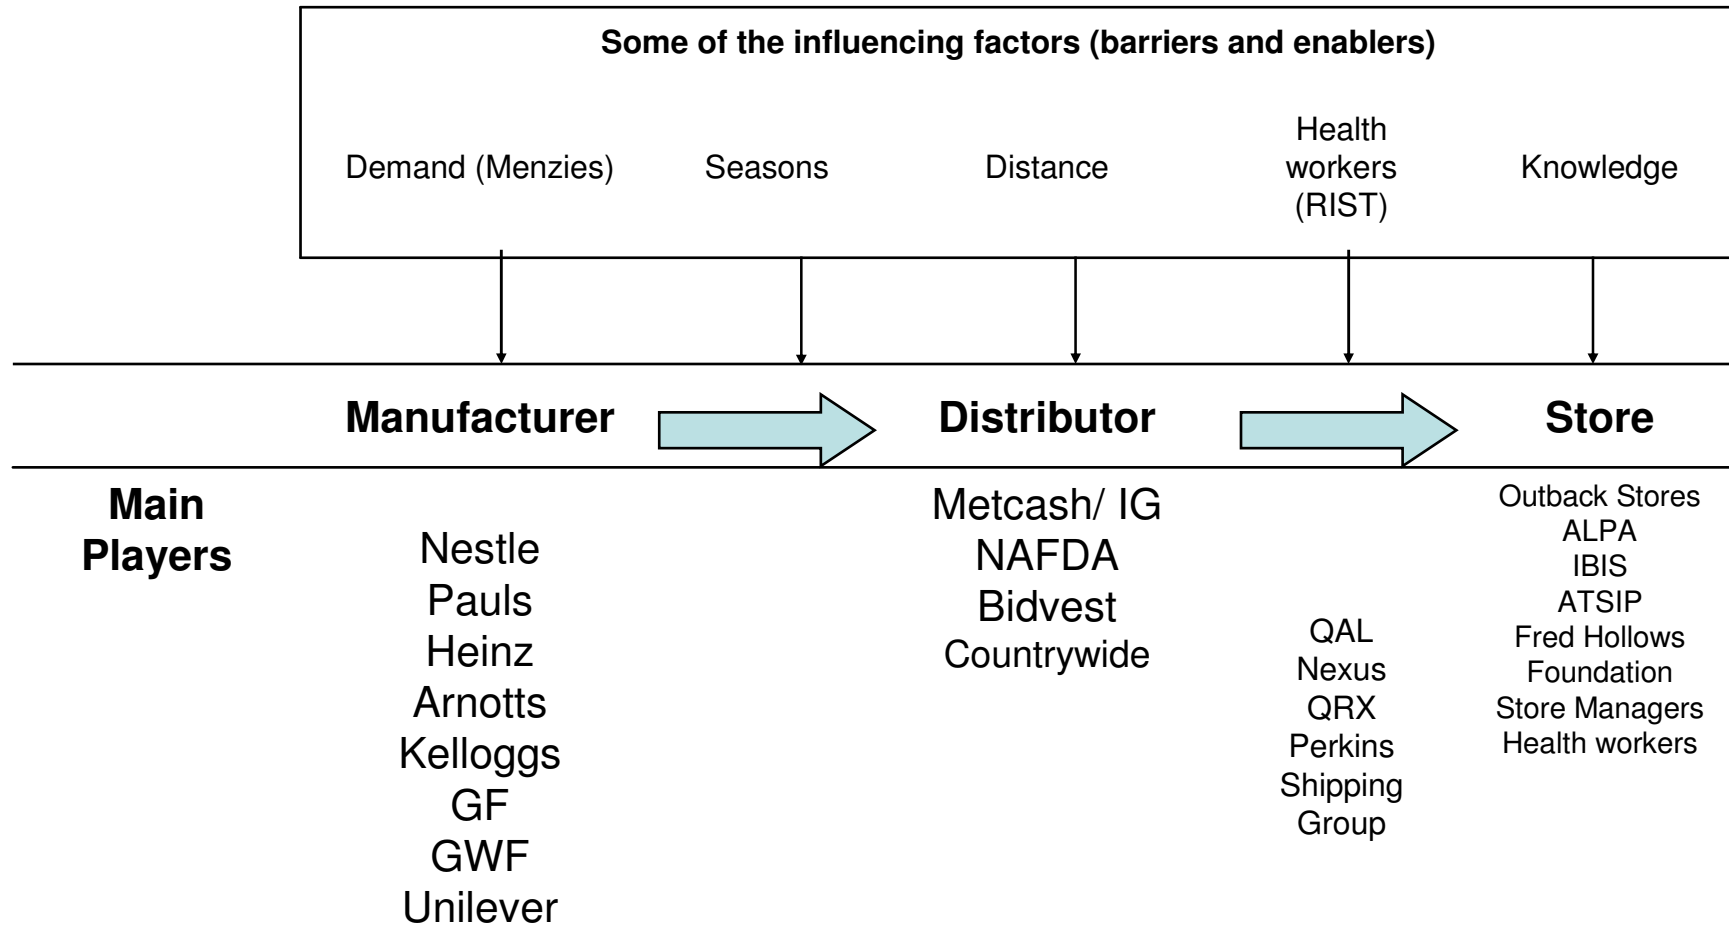 Some of the influencing factors (barriers and enablers)
Demand (Menzies)
Seasons
Distance
Health
workers
(RIST)
Knowledge
Manufacturer
Distributor
Store
Main
Players
Nestle
Pauls
Heinz
Arnotts
Kelloggs
GF
GWF
Unilever
Metcash/ IG
NAFDA
Bidvest
Countrywide
QAL
Nexus
QRX
Perkins
Shipping
Group
Outback Stores
ALPA
IBIS
ATSIP
Fred Hollows
Foundation
Store Managers
Health workers